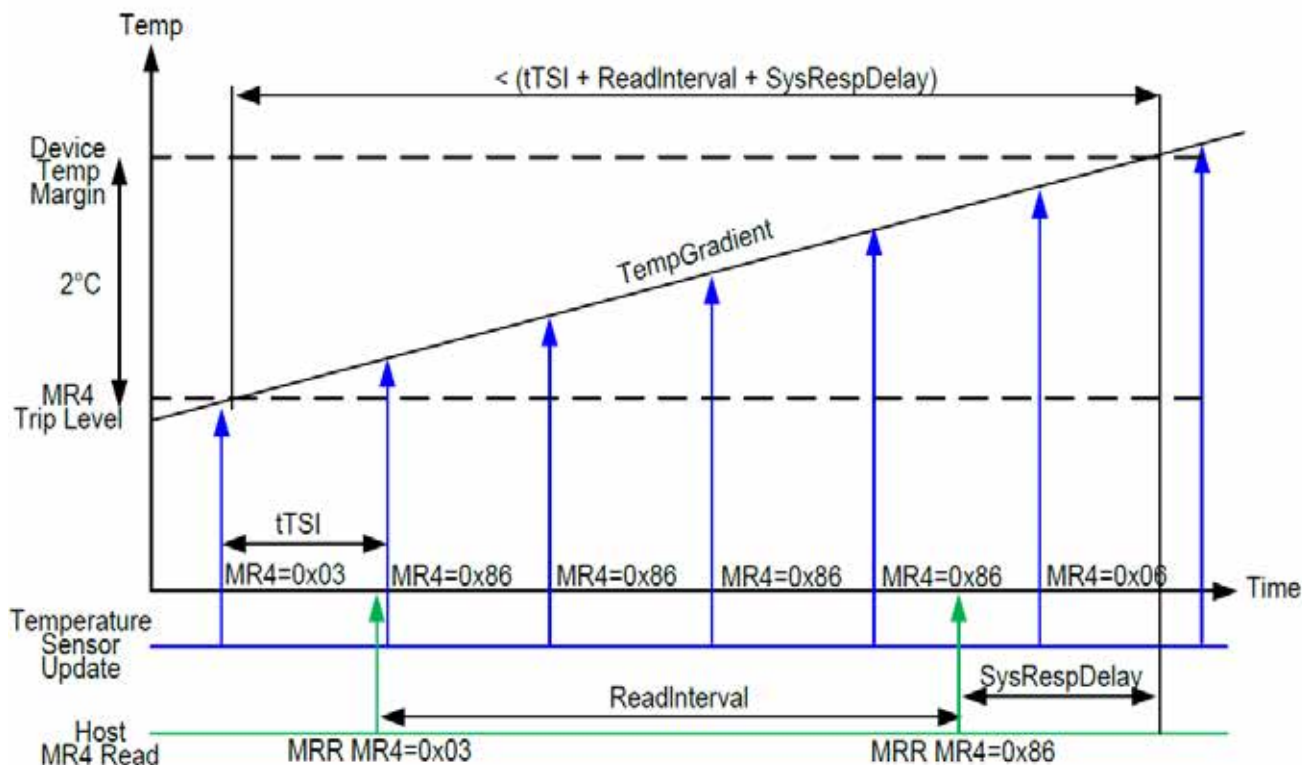 Temp
< (tTSI + ReadInterval + SysRespDelay)
Device
Temp
Margin
TempGradient
2°C
MR4
Trip Level
tTSI
MR4=0x03
MR4=0x86
MR4=0x86
MR4=0x86
MR4=0x86
MR4=0x06
Time
Temperature
Sensor
Update
SysRespDelay
ReadInterval
Host
MR4 Read
MRR MR4=0x03
MRR MR4=0x86